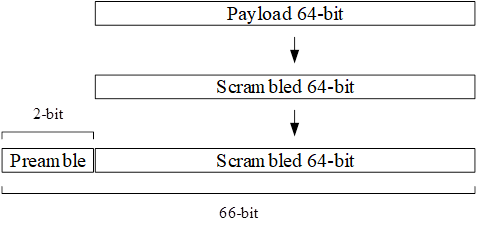 Payload 64-bit
Scrambled 64-bit
2-bit
Preamble Scrambled 64-bit
66-bit